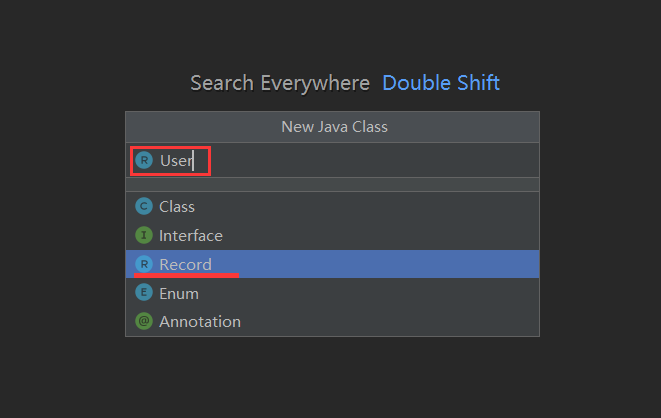 Search Everywhere Double Shift
New Java Class
R User
C Class
I Interface
R Record
E Enum
@ Annotation